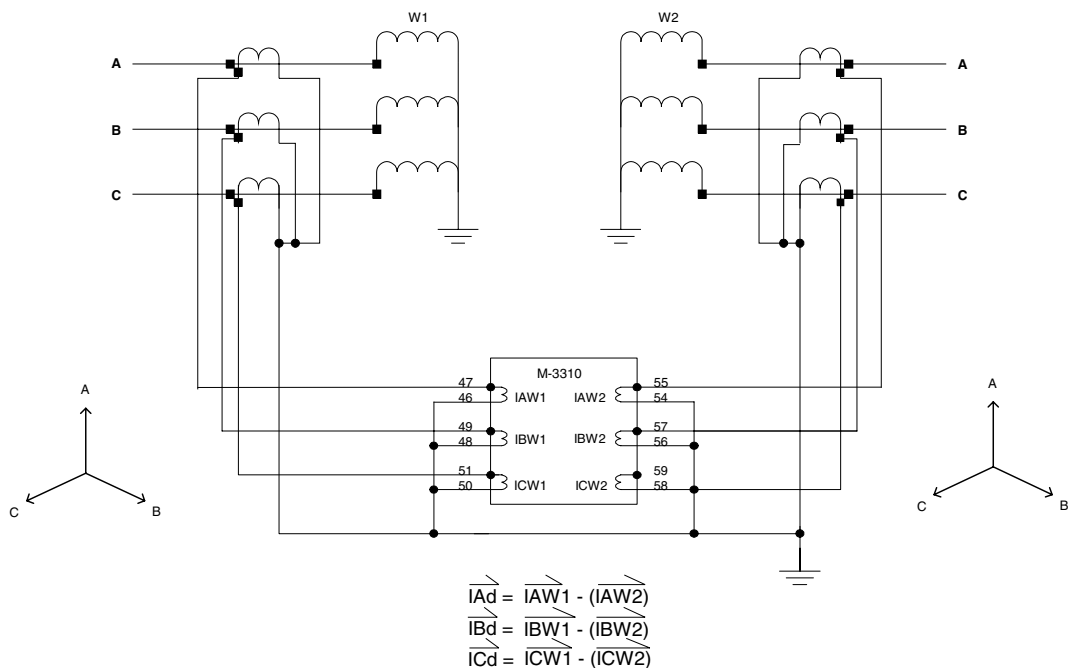 W1 W2
A A
B B
C C
M-3310
47 55
46 IAW1 IAW2 54
49 57
48 IBW1 IBW2 56
51 59
50 ICW1 ICW2 58
A
C B
A
C B
IAd = IAW1 - (IAW2)
IBd = IBW1 - (IBW2)
ICd = ICW1 - (ICW2)